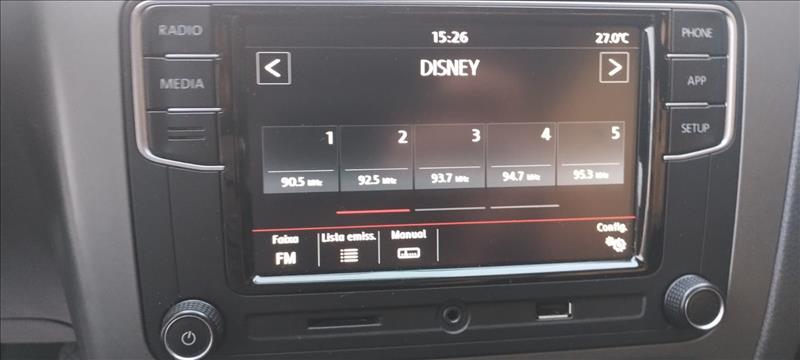 RADIO
MEDIA
15:26
27.0°C
DISNEY
1
2
3
4
5
90.5 MHz
92.5 MHz
93.7 MHz
94.7 MHz
95.3 MHz
Faixa
FM
Lista emiss.
Manual
Config.
PHONE
APP
SETUP